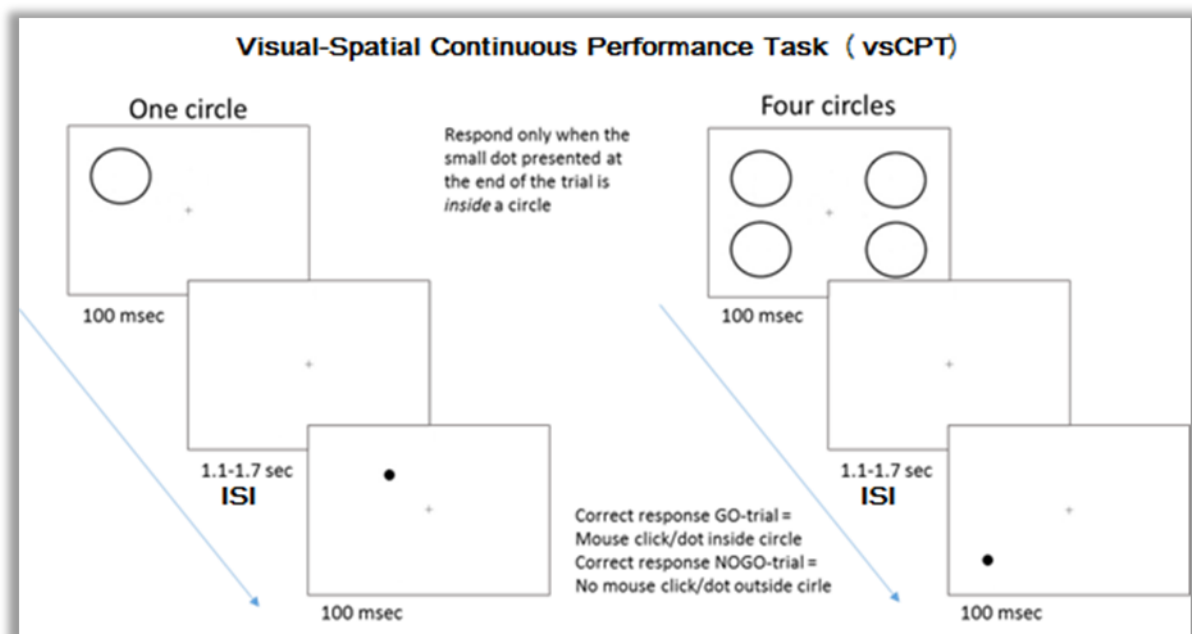 Visual-Spatial Continuous Performance Task ( vsCPT)
One circle
Four circles
Respond only when the
small dot presented at
the end of the trial is
inside a circle
100 msec
100 msec
1.1-1.7 sec
ISI
1.1-1.7 sec
ISI
Correct response GO-trial =
Mouse click/dot inside circle
Correct response NOGO-trial =
No mouse click/dot outside cirle
100 msec
100 msec